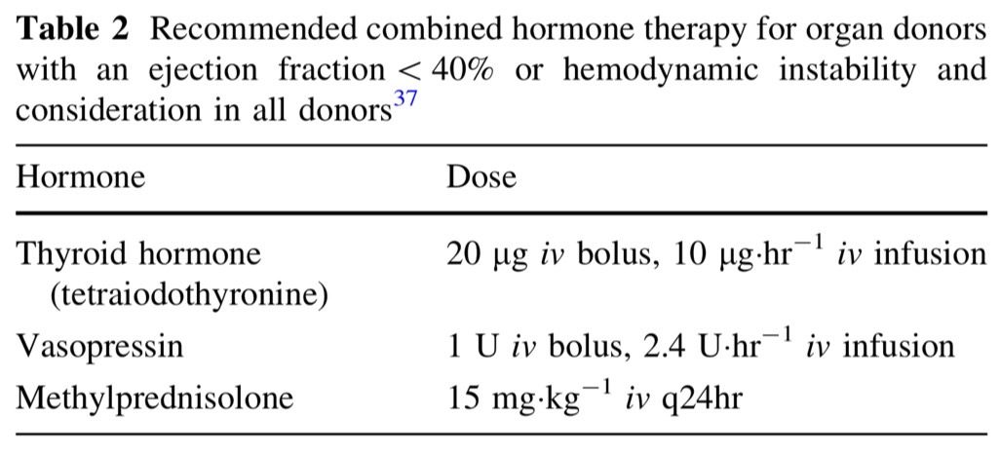 Table 2 Recommended combined hormone therapy for organ donors
with an ejection fraction < 40% or hemodynamic instability and
consideration in all donors³⁷
Hormone Dose
Thyroid hormone 20 µg iv bolus, 10 µg·hr⁻¹ iv infusion
(tetraiodothyronine)
Vasopressin 1 U iv bolus, 2.4 U·hr⁻¹ iv infusion
Methylprednisolone 15 mg·kg⁻¹ iv q24hr